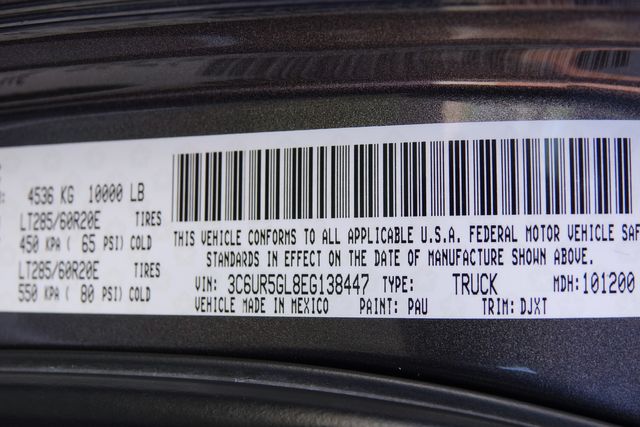 4536 KG 10000 LB
LT285/60R20E TIRES
450 KPA ( 65 PSI) COLD
LT285/60R20E TIRES
550 KPA ( 80 PSI) COLD
THIS VEHICLE CONFORMS TO ALL APPLICABLE U.S.A. FEDERAL MOTOR VEHICLE SAF
STANDARDS IN EFFECT ON THE DATE OF MANUFACTURE SHOWN ABOVE.
VIN: 3C6UR5GL8EG138447 TYPE: TRUCK MDH:101200
VEHICLE MADE IN MEXICO PAINT: PAU TRIM: DJXT